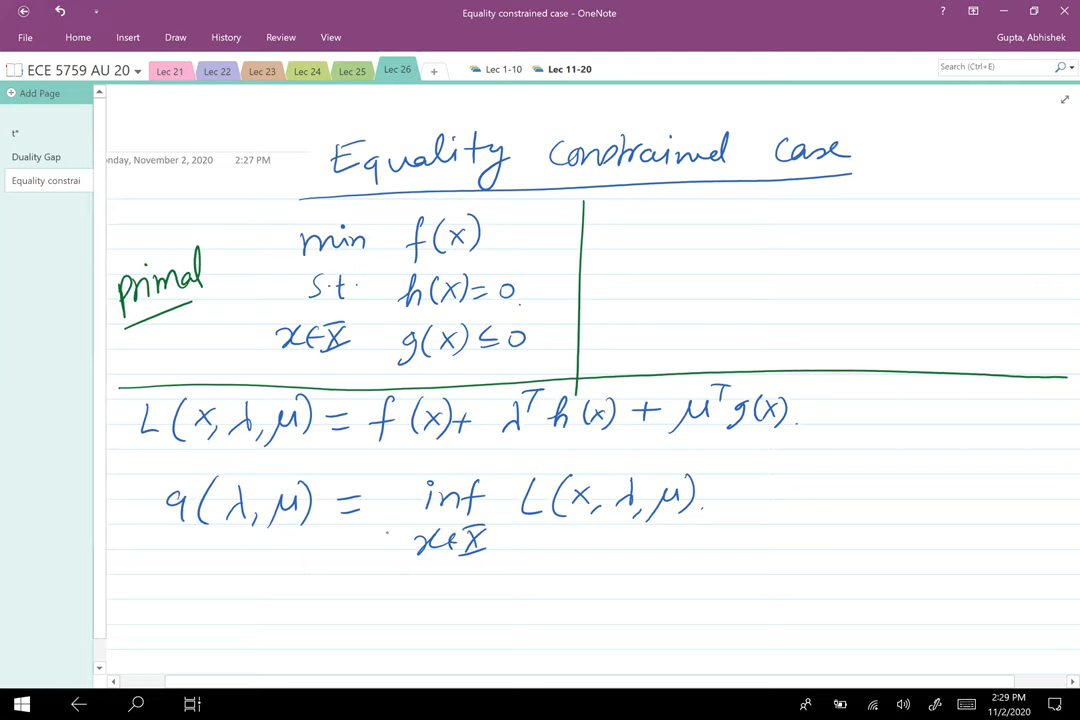 Equality constrained case - OneNote
?
Gupta, Abhishek
File Home Insert Draw History Review View
ECE 5759 AU 20
Lec 21 Lec 22 Lec 23 Lec 24 Lec 25 Lec 26 + Lec 1-10 Lec 11-20
Search (Ctrl+E)
Add Page
t*
Duality Gap
Equality constrai
nday, November 2, 2020 2:27 PM
Equality constrained case
primal
min f(x)
s.t. h(x)=0.
x∈X g(x) ≤ 0
L(x, λ, μ) = f(x) + λᵀh(x) + μᵀg(x).
q(λ, μ) = inf L(x, λ, μ).
x∈X
2:29 PM
11/2/2020